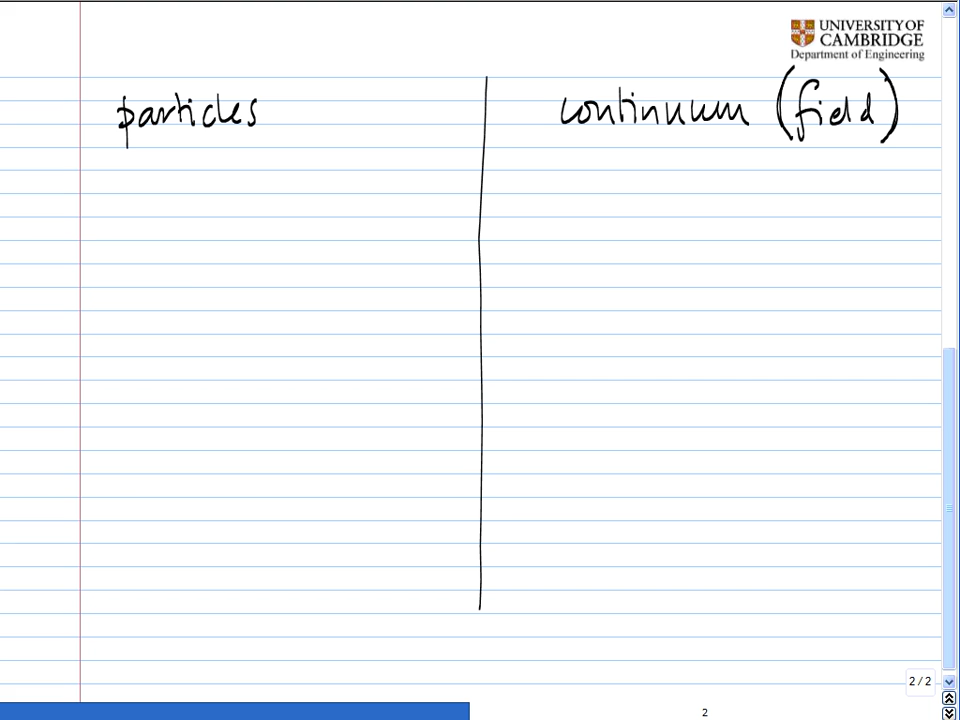 UNIVERSITY OF
CAMBRIDGE
Department of Engineering
particles
continuum (field)
2 / 2
2